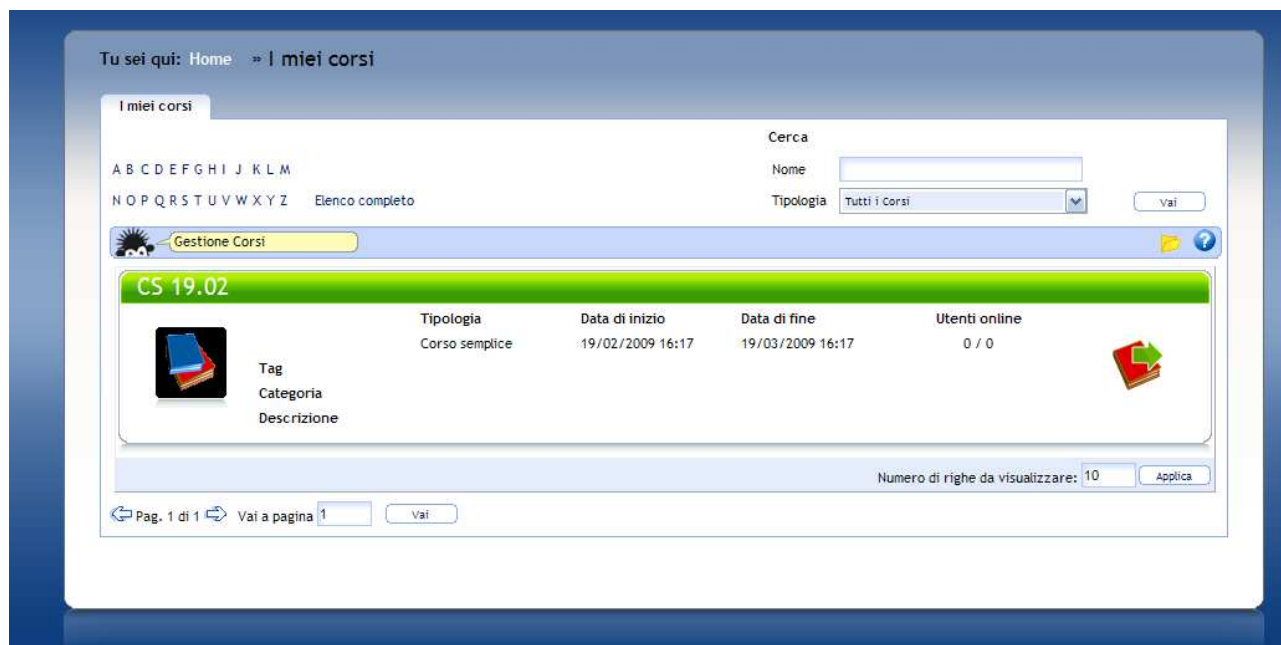 Tu sei qui: Home » I miei corsi
I miei corsi
Cerca
A B C D E F G H I J K L M
Nome
N O P Q R S T U V W X Y Z Elenco completo
Tipologia Tutti i Corsi Vai
Gestione Corsi
CS 19.02
Tipologia Data di inizio Data di fine Utenti online
Corso semplice 19/02/2009 16:17 19/03/2009 16:17 0 / 0
Tag
Categoria
Descrizione
Numero di righe da visualizzare: 10 Applica
Pag. 1 di 1 Vai a pagina 1 Vai